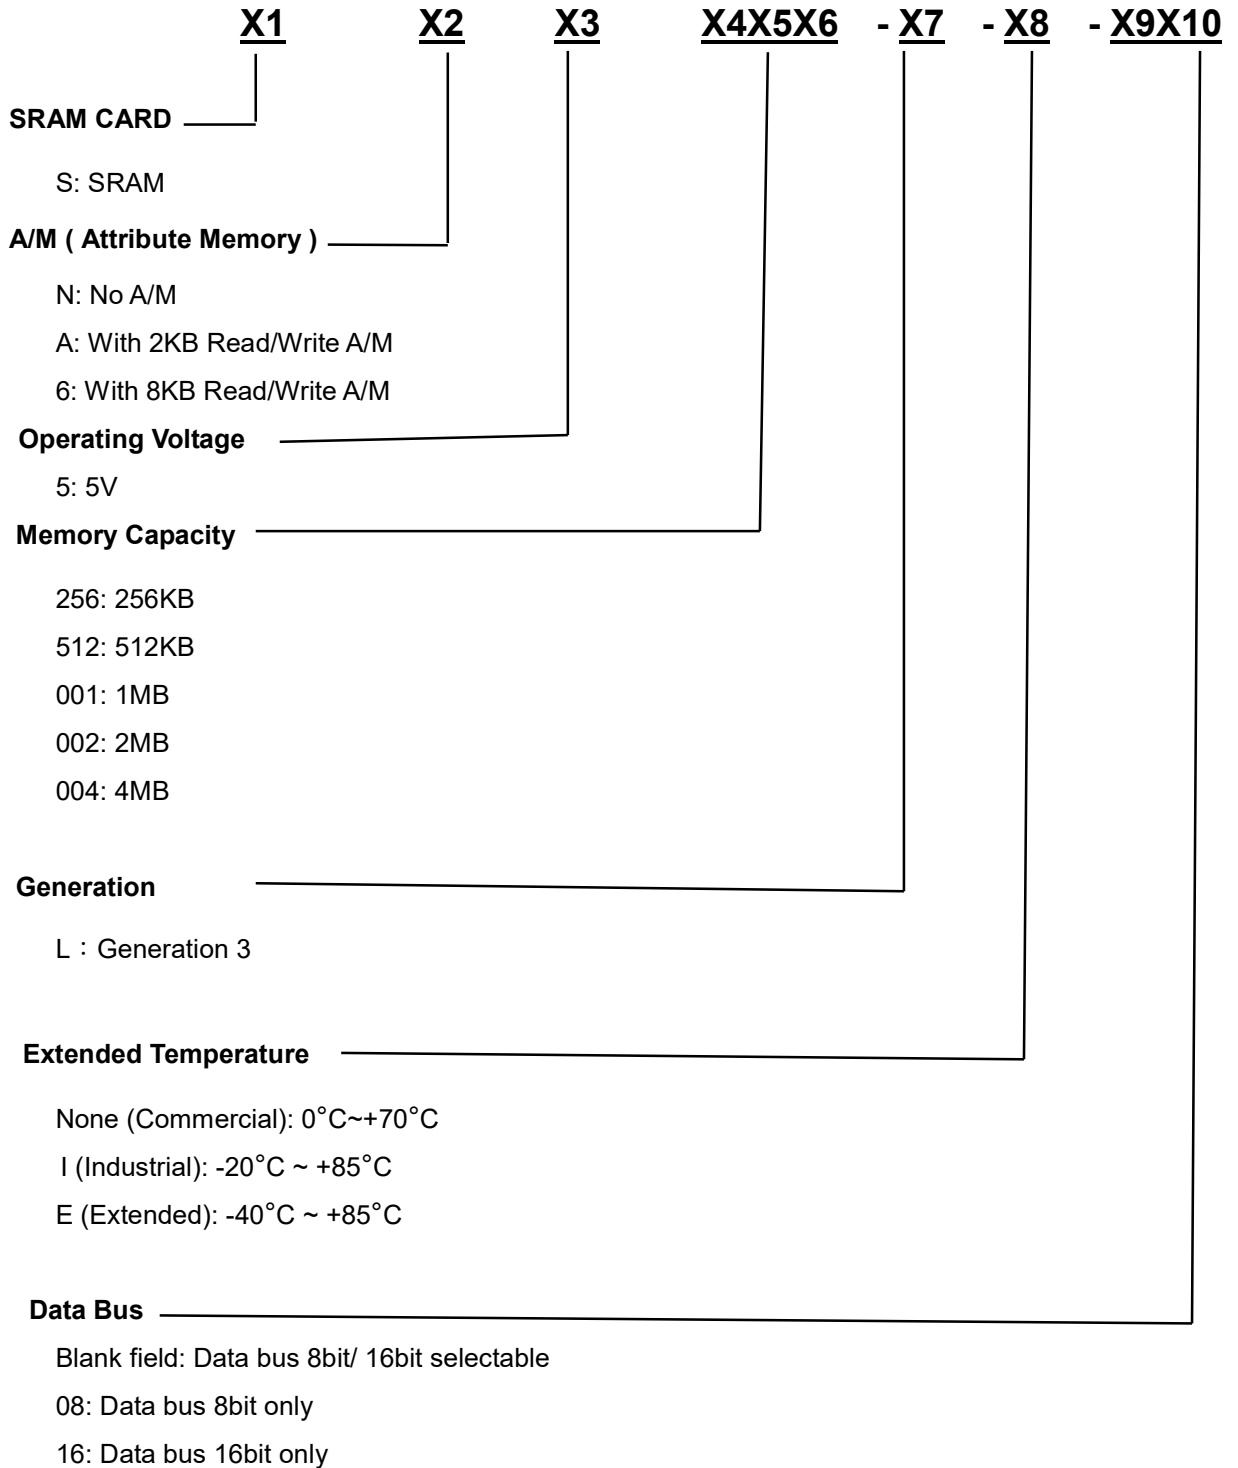 X1 X2 X3 X4X5X6 - X7 - X8 - X9X10
SRAM CARD
S: SRAM
A/M ( Attribute Memory )
N: No A/M
A: With 2KB Read/Write A/M
6: With 8KB Read/Write A/M
Operating Voltage
5: 5V
Memory Capacity
256: 256KB
512: 512KB
001: 1MB
002: 2MB
004: 4MB
Generation
L：Generation 3
Extended Temperature
None (Commercial): 0°C~+70°C
I (Industrial): -20°C ~ +85°C
E (Extended): -40°C ~ +85°C
Data Bus
Blank field: Data bus 8bit/ 16bit selectable
08: Data bus 8bit only
16: Data bus 16bit only